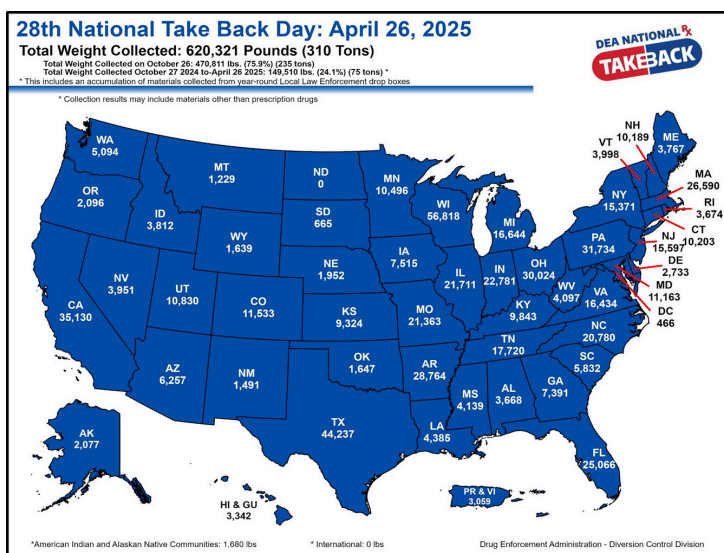 28th National Take Back Day: April 26, 2025
Total Weight Collected: 620,321 Pounds (310 Tons)
Total Weight Collected on October 26: 470,811 lbs. (75.9%) (235 tons)
Total Weight Collected October 27 2024 to-April 26 2025: 149,510 lbs. (24.1%) (75 tons) *
* This includes an accumulation of materials collected from year-round Local Law Enforcement drop boxes
DEA NATIONAL Rx
TAKEBACK
* Collection results may include materials other than prescription drugs
WA
5,094
OR
2,096
ID
3,812
MT
1,229
WY
1,639
ND
0
SD
665
NE
1,952
KS
9,324
OK
1,647
TX
44,237
CA
35,130
NV
3,951
UT
10,830
CO
11,533
AZ
6,257
NM
1,491
MN
10,496
IA
7,515
MO
21,363
AR
28,764
LA
4,385
WI
56,818
IL
21,711
MI
16,644
IN
22,781
OH
30,024
KY
9,843
TN
17,720
MS
4,139
AL
3,668
GA
7,391
FL
25,066
SC
5,832
NC
20,780
VA
16,434
WV
4,097
PA
31,734
NY
15,371
VT
3,998
NH
10,189
ME
3,767
MA
26,590
RI
3,674
CT
10,203
NJ
15,597
DE
2,733
MD
11,163
DC
466
AK
2,077
HI & GU
3,342
PR & VI
3,059
*American Indian and Alaskan Native Communities: 1,680 lbs
* International: 0 lbs
Drug Enforcement Administration - Diversion Control Division